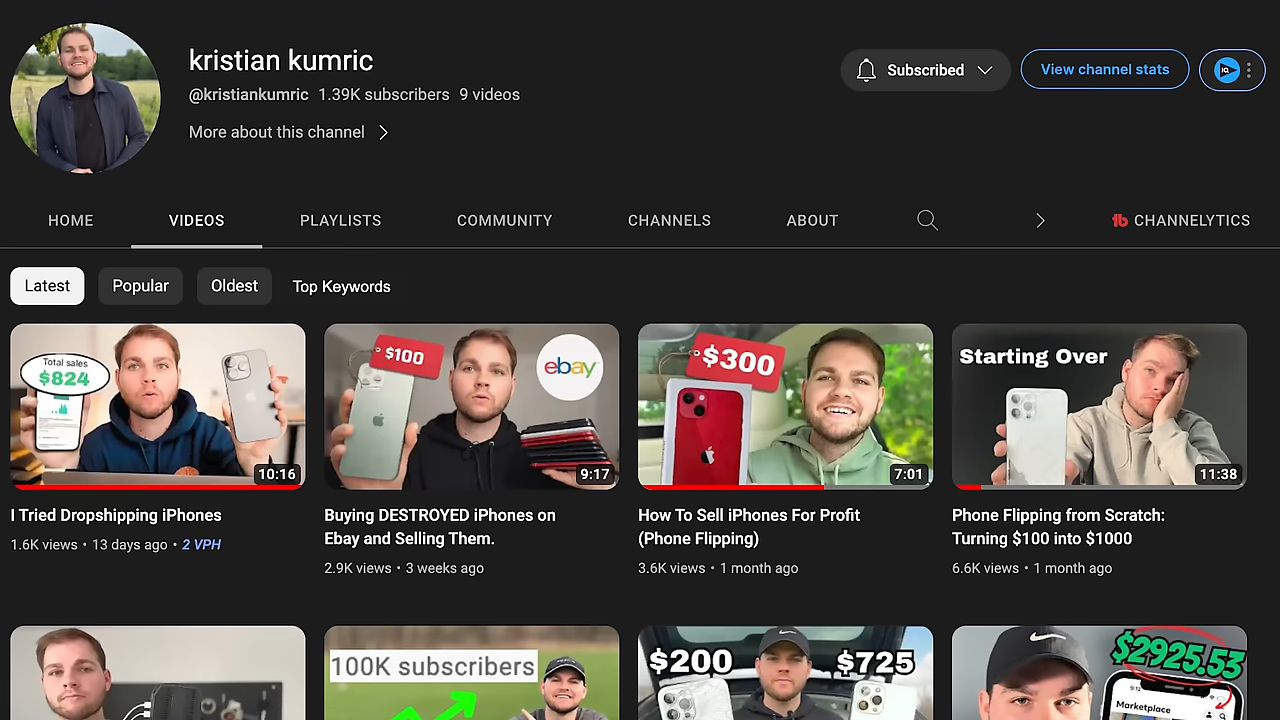 kristian kumric
@kristiankumric 1.39K subscribers 9 videos
More about this channel
Subscribed
View channel stats
IQ
HOME
VIDEOS
PLAYLISTS
COMMUNITY
CHANNELS
ABOUT
tb CHANNELYTICS
Latest
Popular
Oldest
Top Keywords
Total sales
$824
10:16
$100
ebay
9:17
$300
7:01
Starting Over
11:38
I Tried Dropshipping iPhones
1.6K views • 13 days ago • 2 VPH
Buying DESTROYED iPhones on
Ebay and Selling Them.
2.9K views • 3 weeks ago
How To Sell iPhones For Profit
(Phone Flipping)
3.6K views • 1 month ago
Phone Flipping from Scratch:
Turning $100 into $1000
6.6K views • 1 month ago
100K subscribers
$200
$725
$2925.53
9:12
Marketplace